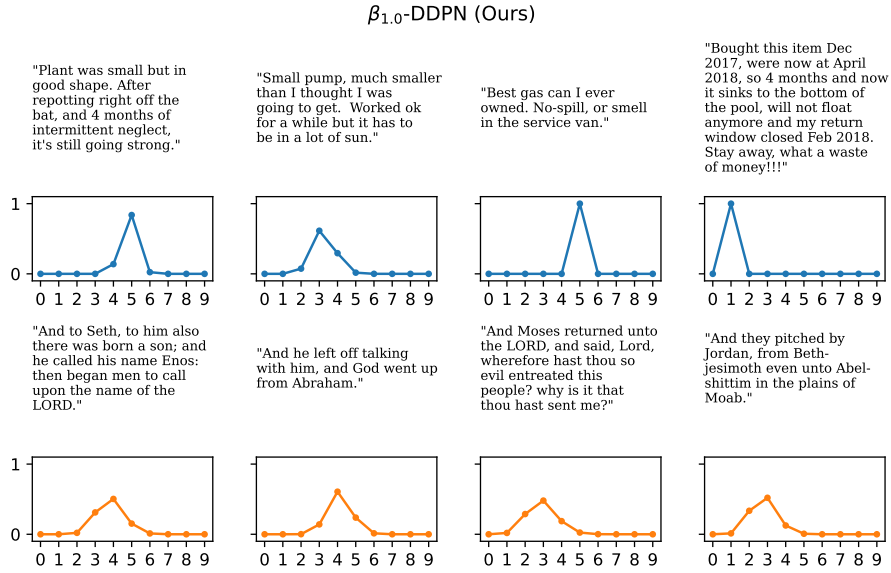 β1.0-DDPN (Ours)
"Plant was small but in
good shape. After
repotting right off the
bat, and 4 months of
intermittent neglect,
it's still going strong."
"Small pump, much smaller
than I thought I was
going to get.  Worked ok
for a while but it has to
be in a lot of sun."
"Best gas can I ever
owned. No-spill, or smell
in the service van."
"Bought this item Dec
2017, were now at April
2018, so 4 months and now
it sinks to the bottom of
the pool, will not float
anymore and my return
window closed Feb 2018.
Stay away, what a waste
of money!!!"
1
0
0 1 2 3 4 5 6 7 8 9
0 1 2 3 4 5 6 7 8 9
0 1 2 3 4 5 6 7 8 9
0 1 2 3 4 5 6 7 8 9
"And to Seth, to him also
there was born a son; and
he called his name Enos:
then began men to call
upon the name of the
LORD."
"And he left off talking
with him, and God went up
from Abraham."
"And Moses returned unto
the LORD, and said, Lord,
wherefore hast thou so
evil entreated this
people? why is it that
thou hast sent me?"
"And they pitched by
Jordan, from Beth-
jesimoth even unto Abel-
shittim in the plains of
Moab."
1
0
0 1 2 3 4 5 6 7 8 9
0 1 2 3 4 5 6 7 8 9
0 1 2 3 4 5 6 7 8 9
0 1 2 3 4 5 6 7 8 9